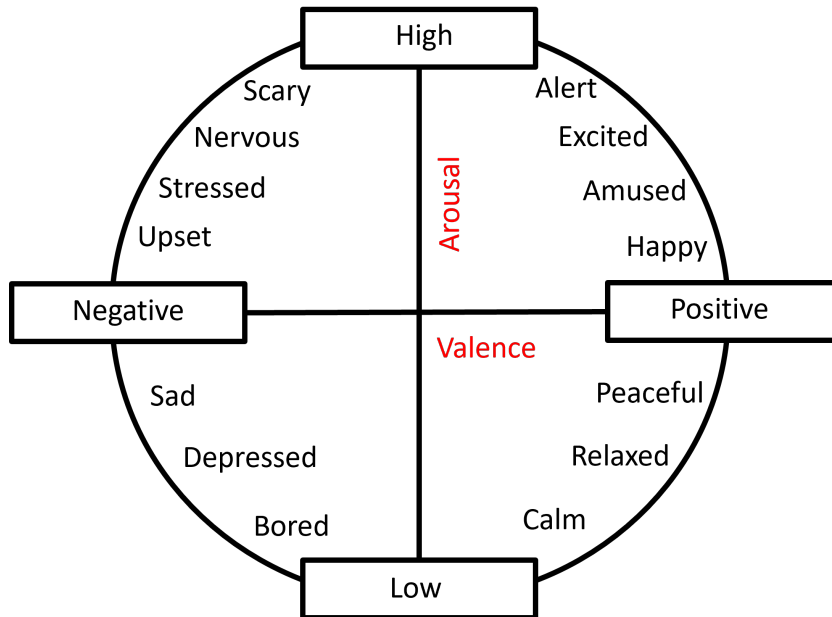 High
Scary
Alert
Nervous
Excited
Stressed
Amused
Arousal
Upset
Happy
Negative
Positive
Valence
Sad
Peaceful
Depressed
Relaxed
Bored
Calm
Low